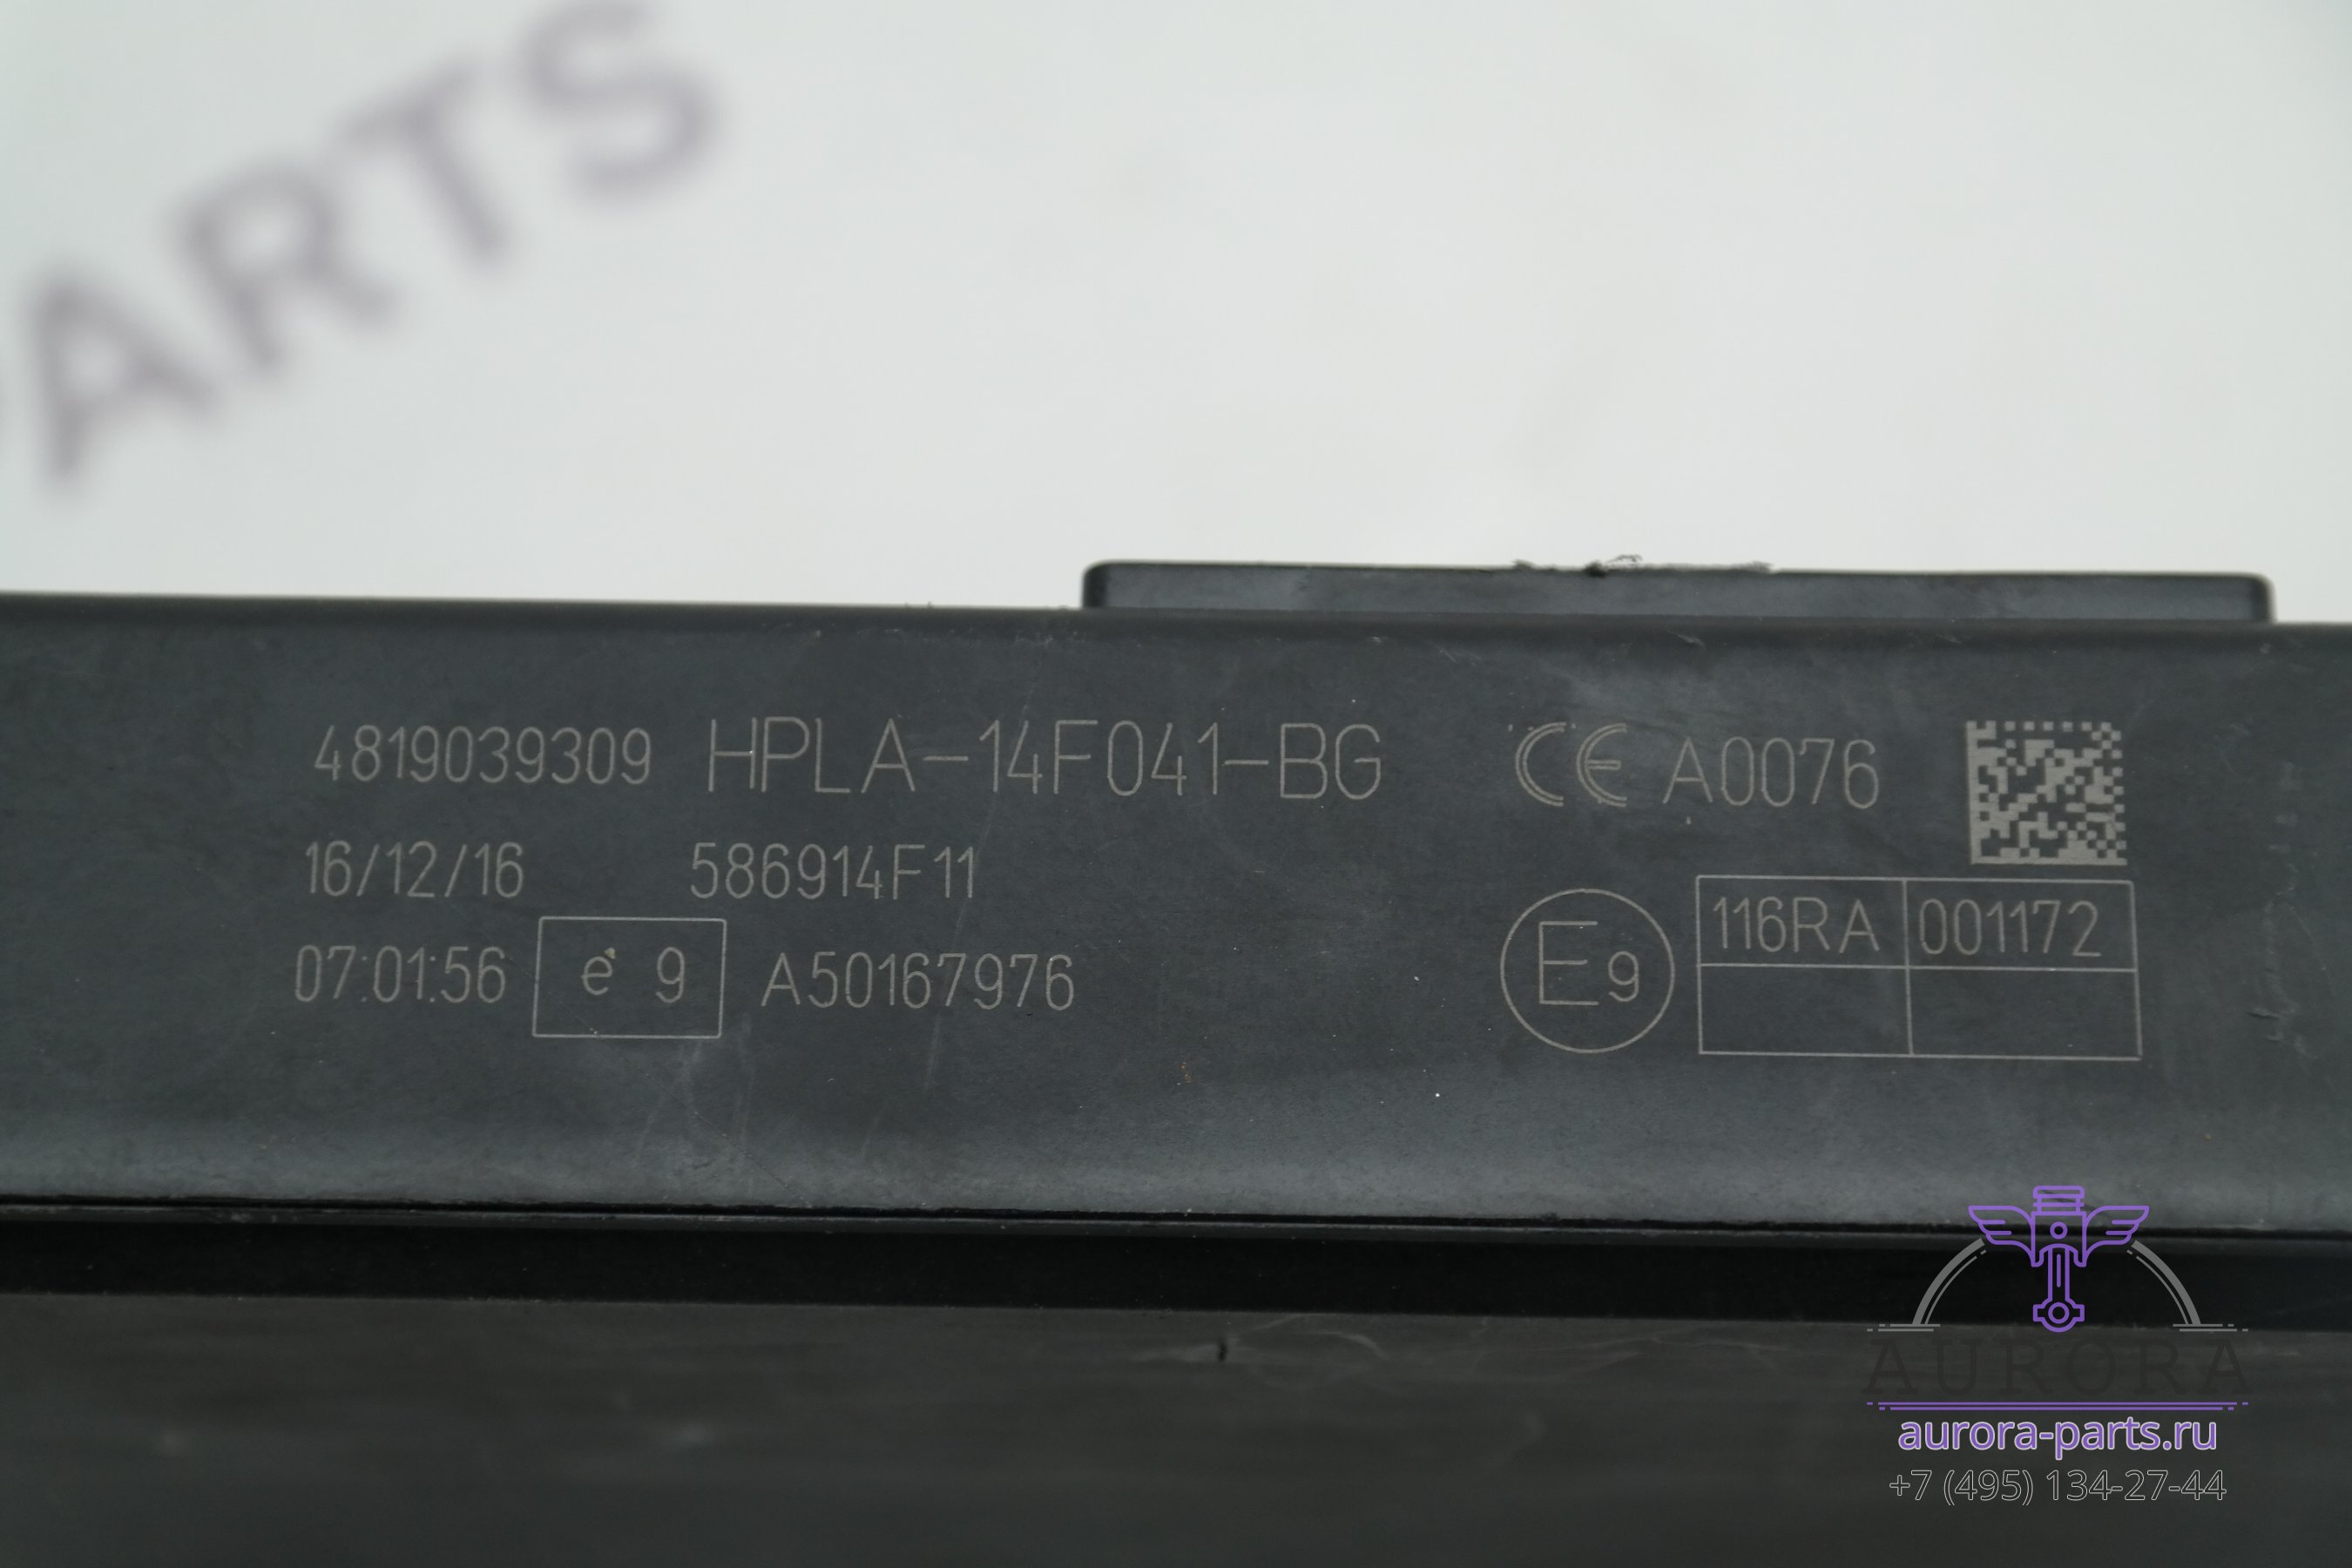 PARTS
4819039309 HPLA-14F041-BG CE A0076
16/12/16 586914F11
07:01:56 e 9 A50167976
E9 116RA 001172
AURORA
aurora-parts.ru
+7 (495) 134-27-44